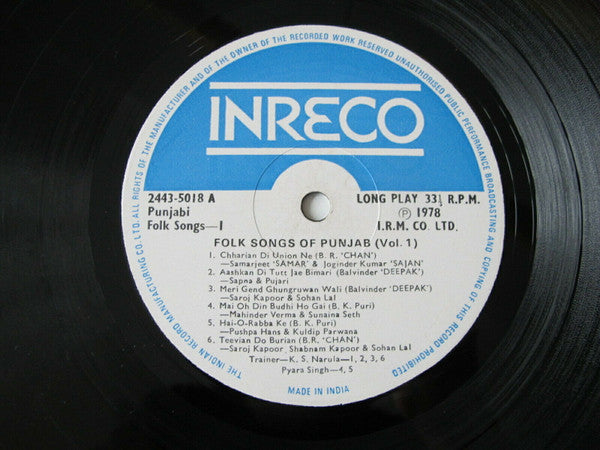 THE INDIAN RECORD MANUFACTURING CO. LTD. ALL RIGHTS OF THE MANUFACTURER AND OF THE OWNER OF THE RECORDED WORK RESERVED UNAUTHORISED PUBLIC PERFORMANCE BROADCASTING AND COPYING OF THIS RECORD PROHIBITED
INRECO
2443-5018 A LONG PLAY 33⅓ R.P.M.
Punjabi Ⓟ 1978
Folk Songs—I I.R.M. CO. LTD.
FOLK SONGS OF PUNJAB (Vol. 1)
1. Chharian Di Union Ne (B. R. 'CHAN')
—Samarjeet 'SAMAR' & Joginder Kumar 'SAJAN'
2. Aashkan Di Tutt Jae Bimari (Balvinder 'DEEPAK')
—Sapna & Pujari
3. Meri Gend Ghungruwan Wali (Balvinder 'DEEPAK')
—Saroj Kapoor & Sohan Lal
4. Mai Oh Din Budhi Ho Gai (B. K. Puri)
—Mahinder Verma & Sunaina Seth
5. Hai-O-Rabba Ke (B. K. Puri)
—Pushpa Hans & Kuldip Parwana
6. Teevian Do Burian (B.R. 'CHAN')
—Saroj Kapoor, Shabnam Kapoor & Sohan Lal
Trainer—K. S. Narula—1, 2, 3, 6
Pyara Singh—4, 5
MADE IN INDIA